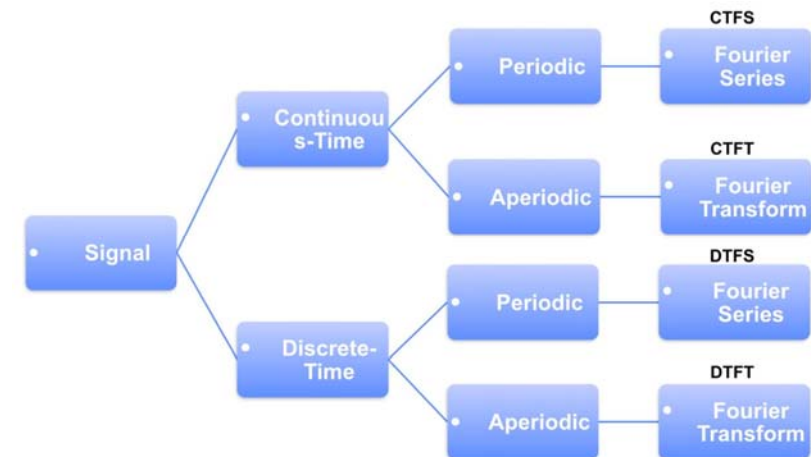 CTFS
Periodic
Fourier
Series
Continuou
s-Time
CTFT
Aperiodic
Fourier
Transform
Signal
DTFS
Periodic
Fourier
Series
Discrete-
Time
DTFT
Aperiodic
Fourier
Transform